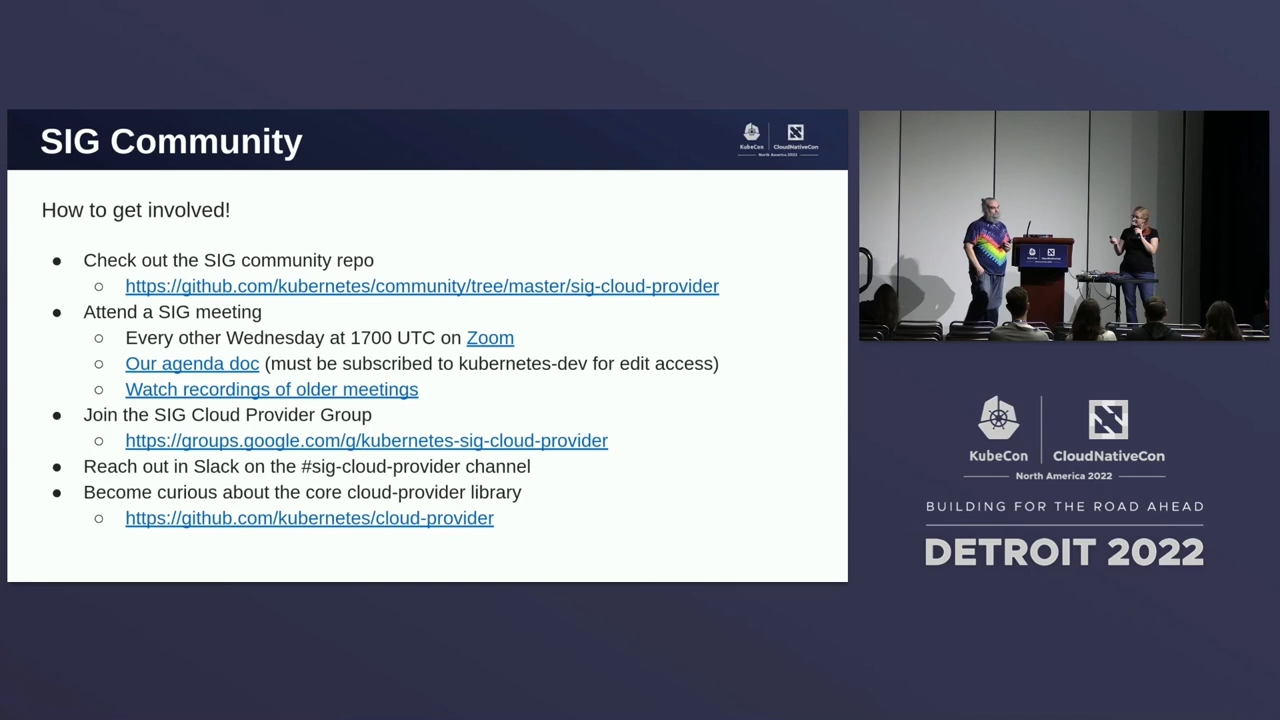 SIG Community
KubeCon
CloudNativeCon
North America 2022
How to get involved!
● Check out the SIG community repo
○ https://github.com/kubernetes/community/tree/master/sig-cloud-provider
● Attend a SIG meeting
○ Every other Wednesday at 1700 UTC on Zoom
○ Our agenda doc (must be subscribed to kubernetes-dev for edit access)
○ Watch recordings of older meetings
● Join the SIG Cloud Provider Group
○ https://groups.google.com/g/kubernetes-sig-cloud-provider
● Reach out in Slack on the #sig-cloud-provider channel
● Become curious about the core cloud-provider library
○ https://github.com/kubernetes/cloud-provider
KubeCon
CloudNativeCon
North America 2022
BUILDING FOR THE ROAD AHEAD
DETROIT 2022